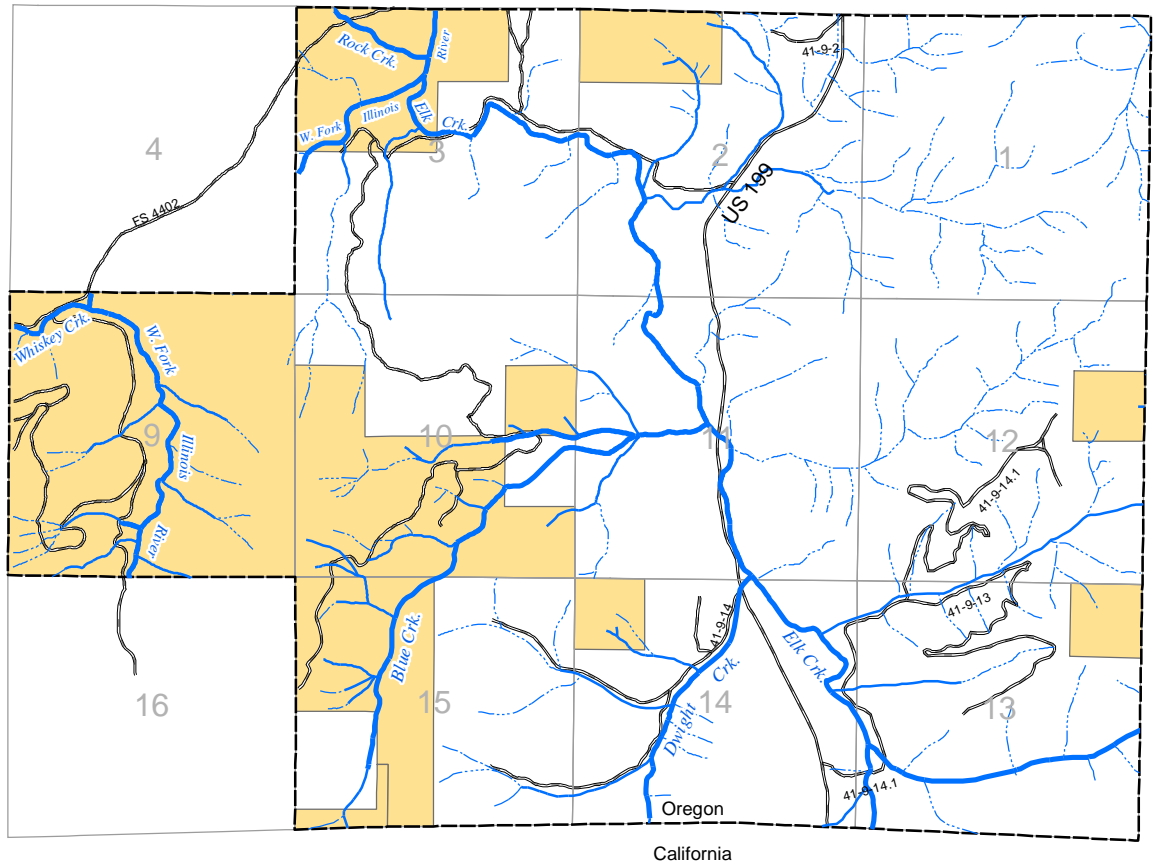 Rock Crk.
River
41-9-2
Illinois
Elk
Crk.
W. Fork
4
3
2
1
US 199
FS 4402
Whiskey Crk.
W. Fork
9
Illinois
River
10
11
12
41-9-14.1
41-9-13
41-9-14
Blue Crk.
Elk Crk.
Crk.
Dwight
16
15
14
13
41-9-14.1
Oregon
California